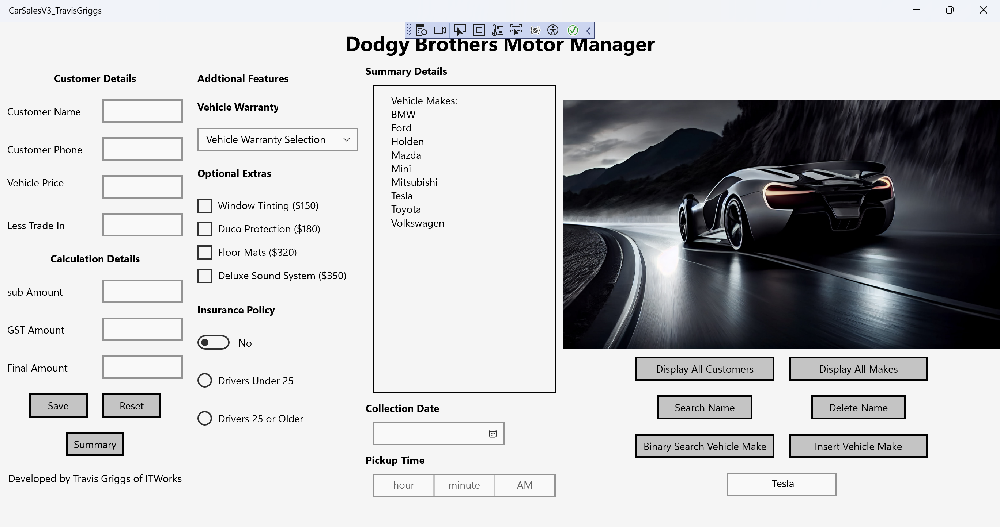 CarSalesV3_TravisGriggs
Dodgy Brothers Motor Manager
Customer Details
Customer Name
Customer Phone
Vehicle Price
Less Trade In
Calculation Details
sub Amount
GST Amount
Final Amount
Save
Reset
Summary
Developed by Travis Griggs of ITWorks
Addtional Features
Vehicle Warranty
Vehicle Warranty Selection
Optional Extras
Window Tinting ($150)
Duco Protection ($180)
Floor Mats ($320)
Deluxe Sound System ($350)
Insurance Policy
No
Drivers Under 25
Drivers 25 or Older
Summary Details
Vehicle Makes:
BMW
Ford
Holden
Mazda
Mini
Mitsubishi
Tesla
Toyota
Volkswagen
Collection Date
Pickup Time
hour minute AM
Display All Customers
Display All Makes
Search Name
Delete Name
Binary Search Vehicle Make
Insert Vehicle Make
Tesla